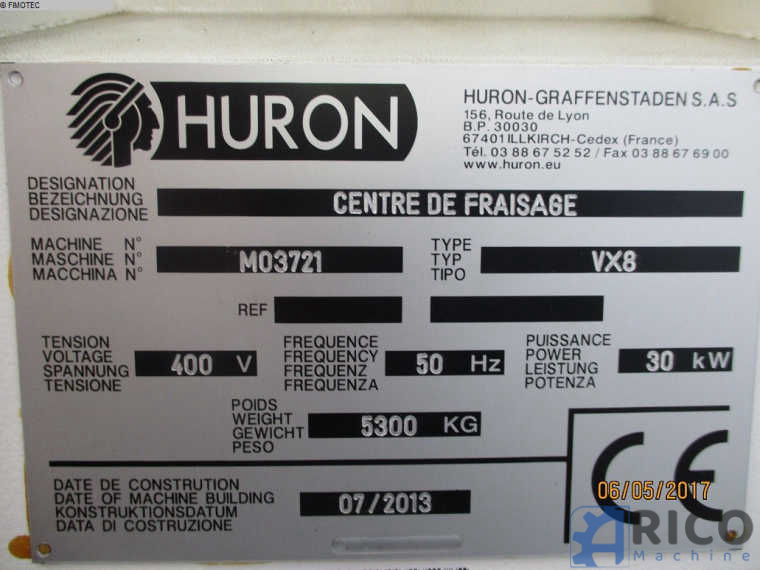 © FIMOTEC
HURON
HURON-GRAFFENSTADEN S.A.S
156, Route de Lyon
B.P. 30030
67401 ILLKIRCH-Cedex (France)
Tél. 03 88 67 52 52 / Fax 03 88 67 69 00
www.huron.eu
DESIGNATION
BEZEICHNUNG
DESIGNAZIONE
CENTRE DE FRAISAGE
MACHINE N°
MASCHINE N°
MACCHINA N°
M03721
TYPE
TYP
TIPO
VX8
REF
TENSION
VOLTAGE
SPANNUNG
TENSIONE
400 V
FREQUENCE
FREQUENCY
FREQUENZ
FREQUENZA
50 Hz
PUISSANCE
POWER
LEISTUNG
POTENZA
30 kW
POIDS
WEIGHT
GEWICHT
PESO
5300 KG
CE
DATE DE CONTRUTION
DATE OF MACHINE BUILDING
KONSTRUKTIONSDATUM
DATA DI COSTRUZIONE
07/2013
06/05/2017
ARICO
Machine